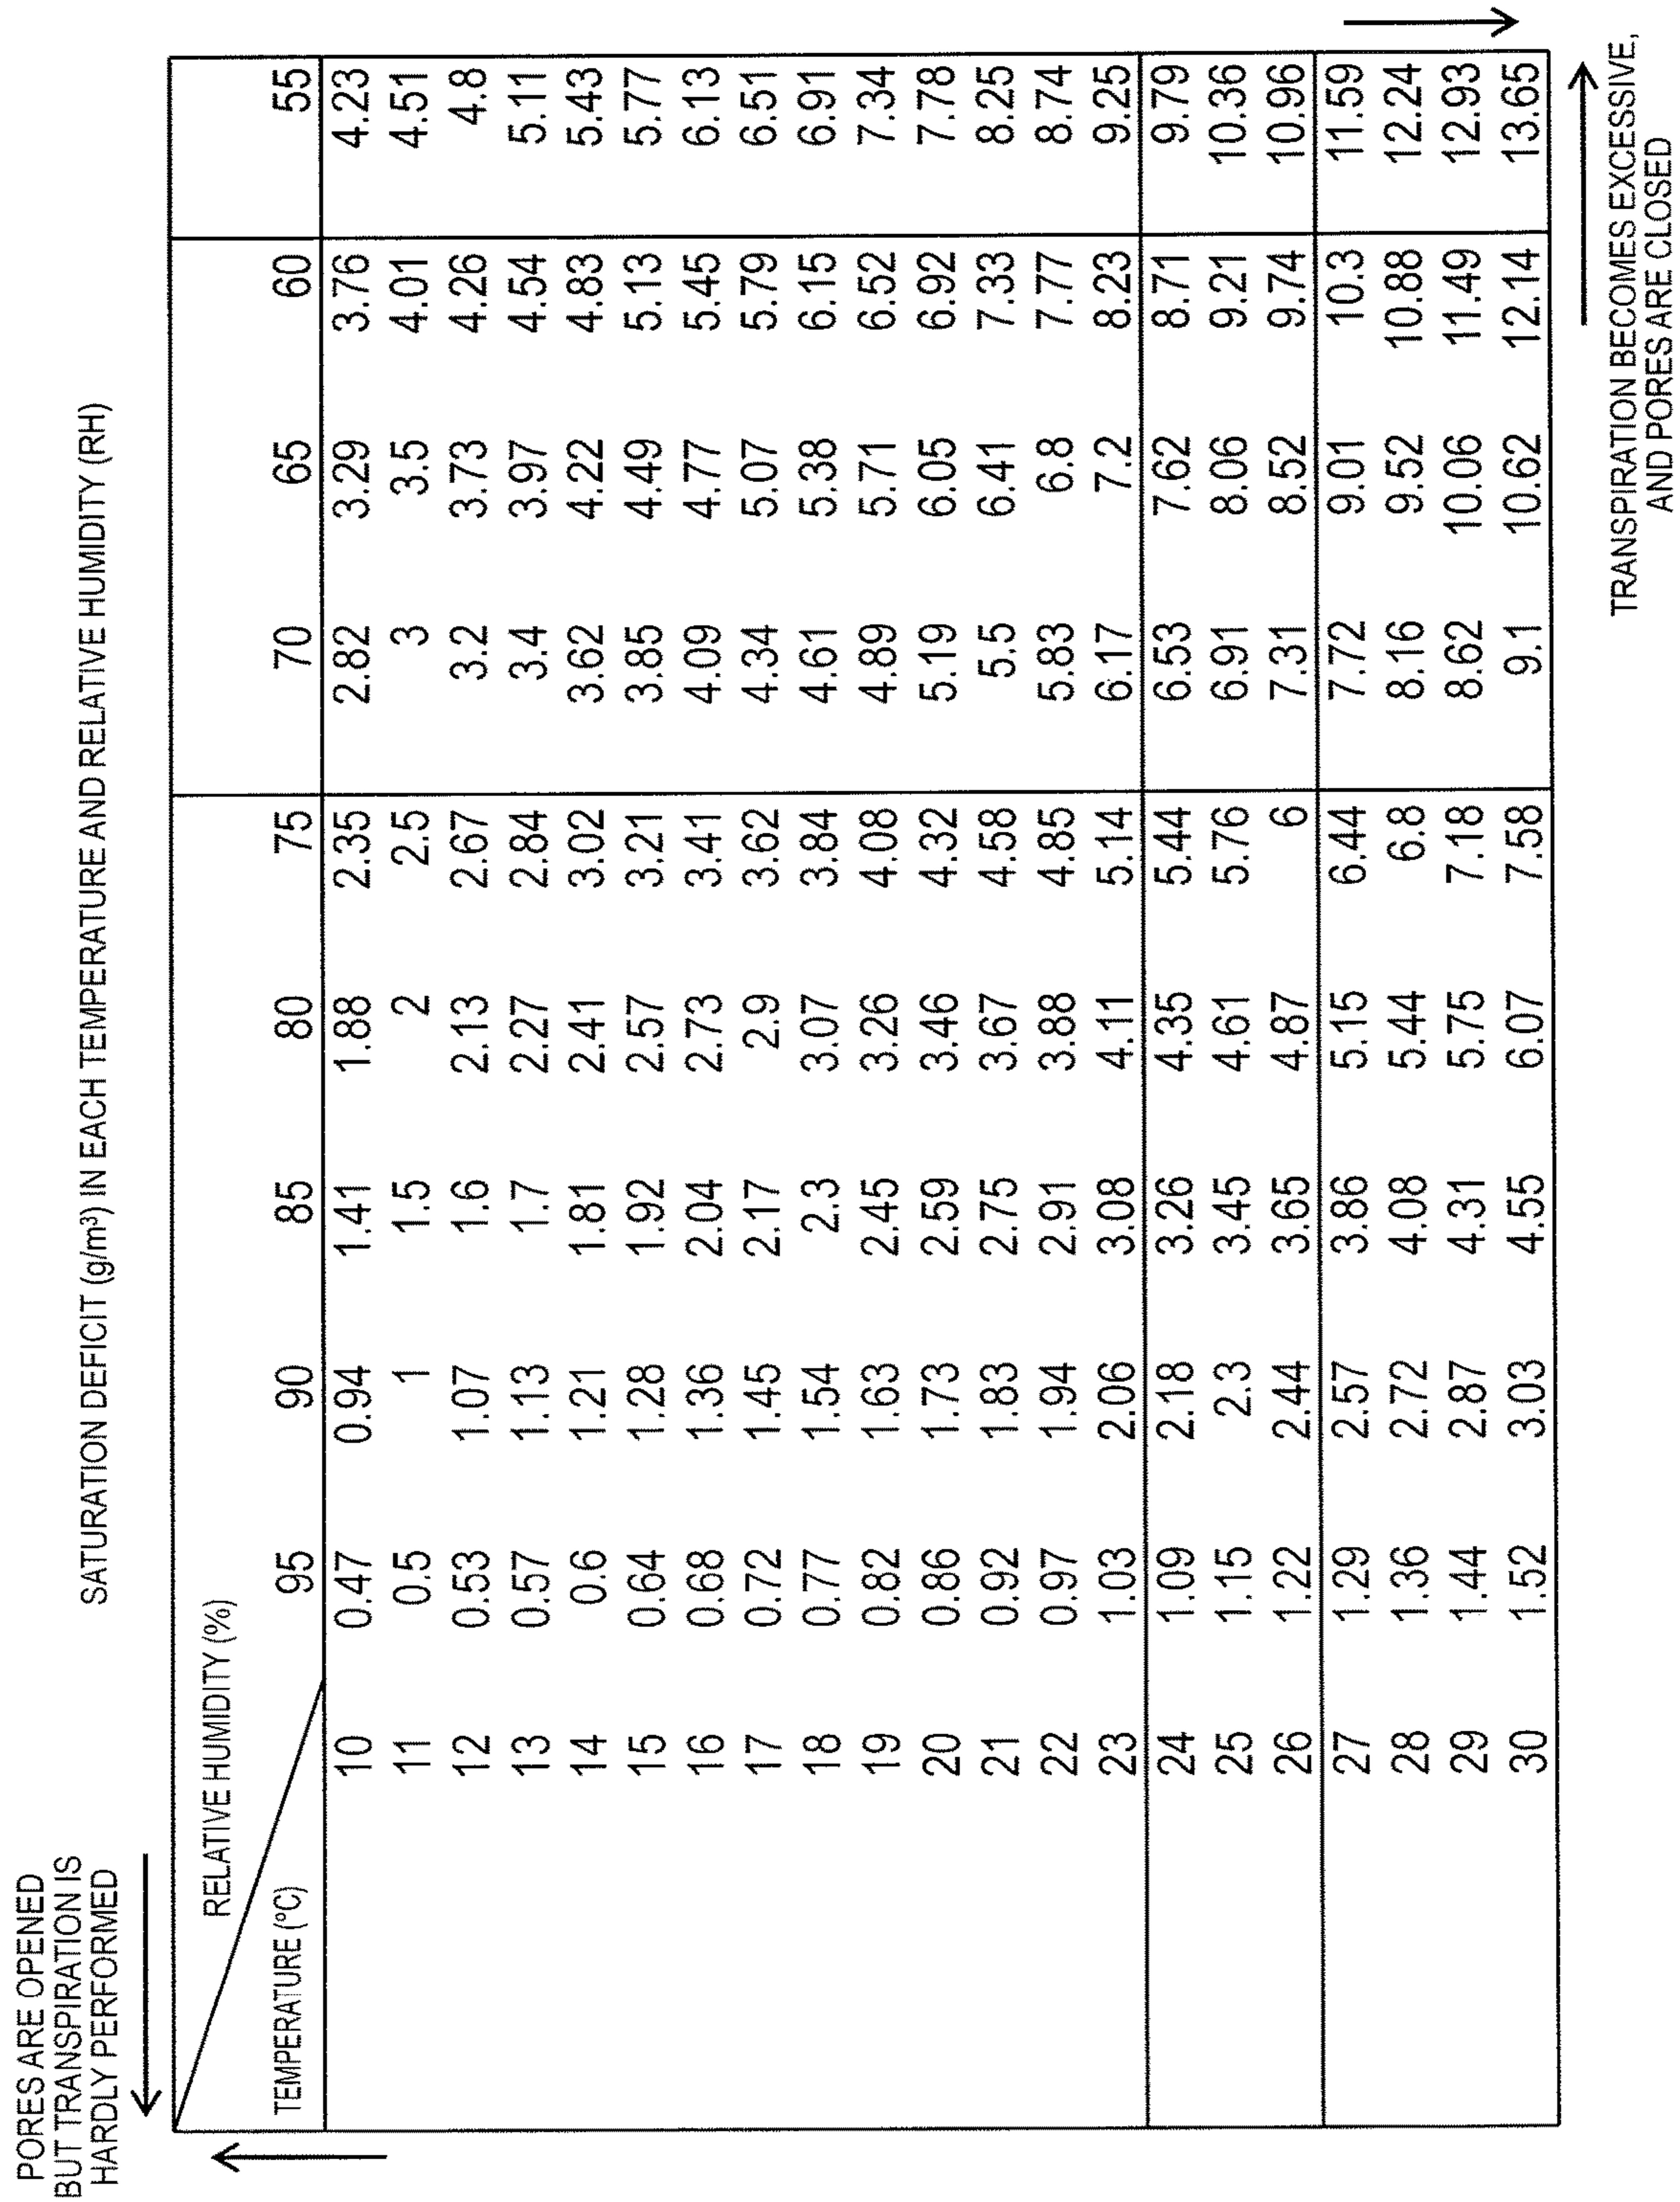 SATURATION DEFICIT (g/m³) IN EACH TEMPERATURE AND RELATIVE HUMIDITY (RH)
PORES ARE OPENED
BUT TRANSPIRATION IS
HARDLY PERFORMED
RELATIVE HUMIDITY (%)
TEMPERATURE (°C) 95 90 85 80 75 70 65 60 55
10 0.47 0.94 1.41 1.88 2.35 2.82 3.29 3.76 4.23
11 0.5 1 1.5 2 2.5 3 3.5 4.01 4.51
12 0.53 1.07 1.6 2.13 2.67 3.2 3.73 4.26 4.8
13 0.57 1.13 1.7 2.27 2.84 3.4 3.97 4.54 5.11
14 0.6 1.21 1.81 2.41 3.02 3.62 4.22 4.83 5.43
15 0.64 1.28 1.92 2.57 3.21 3.85 4.49 5.13 5.77
16 0.68 1.36 2.04 2.73 3.41 4.09 4.77 5.45 6.13
17 0.72 1.45 2.17 2.9 3.62 4.34 5.07 5.79 6.51
18 0.77 1.54 2.3 3.07 3.84 4.61 5.38 6.15 6.91
19 0.82 1.63 2.45 3.26 4.08 4.89 5.71 6.52 7.34
20 0.86 1.73 2.59 3.46 4.32 5.19 6.05 6.92 7.78
21 0.92 1.83 2.75 3.67 4.58 5.5 6.41 7.33 8.25
22 0.97 1.94 2.91 3.88 4.85 5.83 6.8 7.77 8.74
23 1.03 2.06 3.08 4.11 5.14 6.17 7.2 8.23 9.25
24 1.09 2.18 3.26 4.35 5.44 6.53 7.62 8.71 9.79
25 1.15 2.3 3.45 4.61 5.76 6.91 8.06 9.21 10.36
26 1.22 2.44 3.65 4.87 6 7.31 8.52 9.74 10.96
27 1.29 2.57 3.86 5.15 6.44 7.72 9.01 10.3 11.59
28 1.36 2.72 4.08 5.44 6.8 8.16 9.52 10.88 12.24
29 1.44 2.87 4.31 5.75 7.18 8.62 10.06 11.49 12.93
30 1.52 3.03 4.55 6.07 7.58 9.1 10.62 12.14 13.65
TRANSPIRATION BECOMES EXCESSIVE,
AND PORES ARE CLOSED